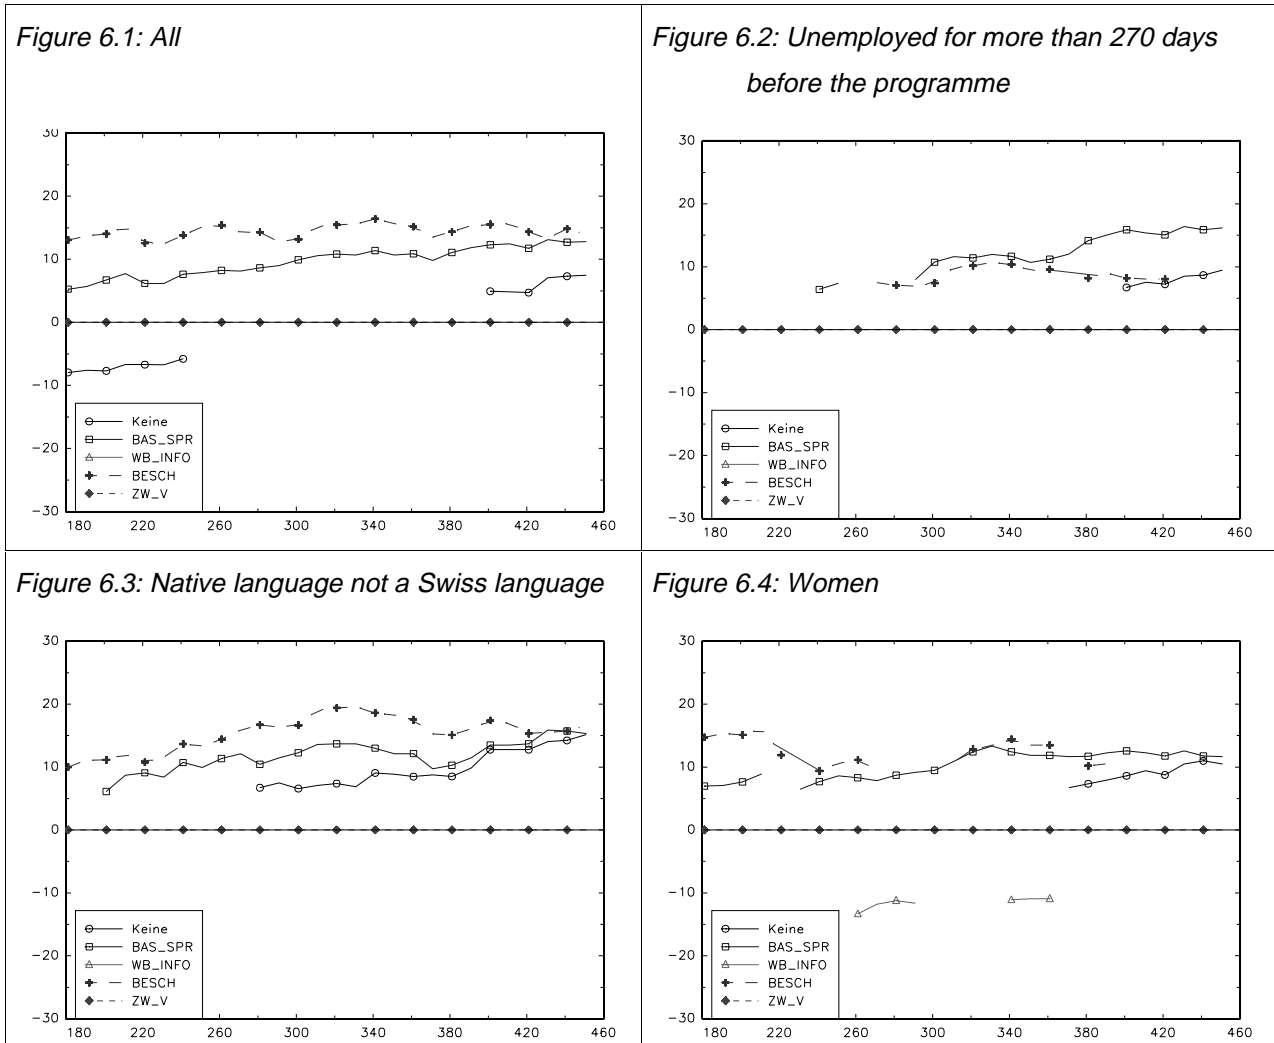 Figure 6.1: All
30
20
10
0
−10
−20
−30
Keine
BAS_SPR
WB_INFO
BESCH
ZW_V
180 220 260 300 340 380 420 460
Figure 6.2: Unemployed for more than 270 days
before the programme
30
20
10
0
−10
−20
−30
Keine
BAS_SPR
WB_INFO
BESCH
ZW_V
180 220 260 300 340 380 420 460
Figure 6.3: Native language not a Swiss language
30
20
10
0
−10
−20
−30
Keine
BAS_SPR
WB_INFO
BESCH
ZW_V
180 220 260 300 340 380 420 460
Figure 6.4: Women
30
20
10
0
−10
−20
−30
Keine
BAS_SPR
WB_INFO
BESCH
ZW_V
180 220 260 300 340 380 420 460